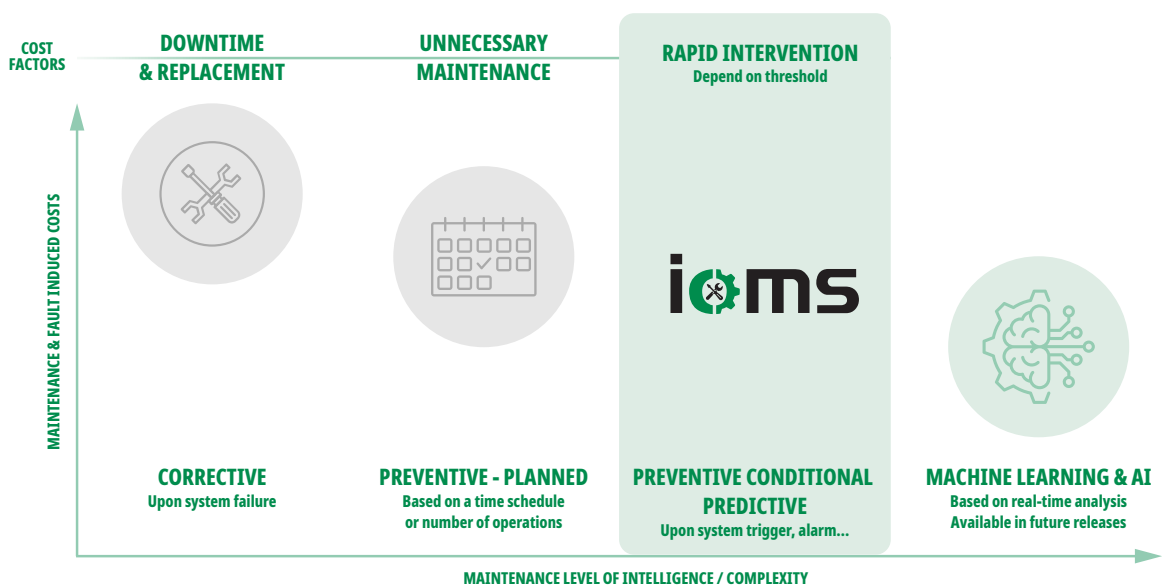 COST
FACTORS
DOWNTIME
& REPLACEMENT
UNNECESSARY
MAINTENANCE
RAPID INTERVENTION
Depend on threshold
MAINTENANCE & FAULT INDUCED COSTS
ioms
CORRECTIVE
Upon system failure
PREVENTIVE - PLANNED
Based on a time schedule
or number of operations
PREVENTIVE CONDITIONAL
PREDICTIVE
Upon system trigger, alarm...
MACHINE LEARNING & AI
Based on real-time analysis
Available in future releases
MAINTENANCE LEVEL OF INTELLIGENCE / COMPLEXITY